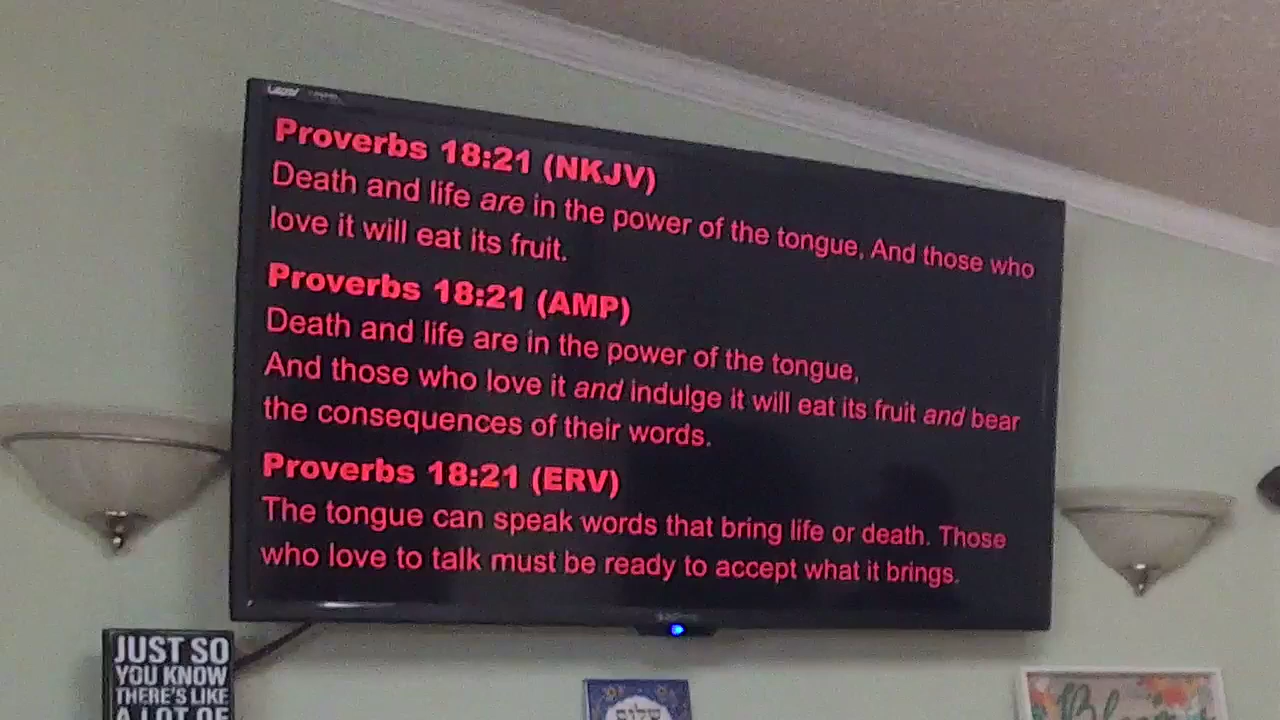 Proverbs 18:21 (NKJV)
Death and life are in the power of the tongue, And those who
love it will eat its fruit.
Proverbs 18:21 (AMP)
Death and life are in the power of the tongue,
And those who love it and indulge it will eat its fruit and bear
the consequences of their words.
Proverbs 18:21 (ERV)
The tongue can speak words that bring life or death. Those
who love to talk must be ready to accept what it brings.
JUST SO
YOU KNOW
THERE'S LIKE
A LOT OF
שלום